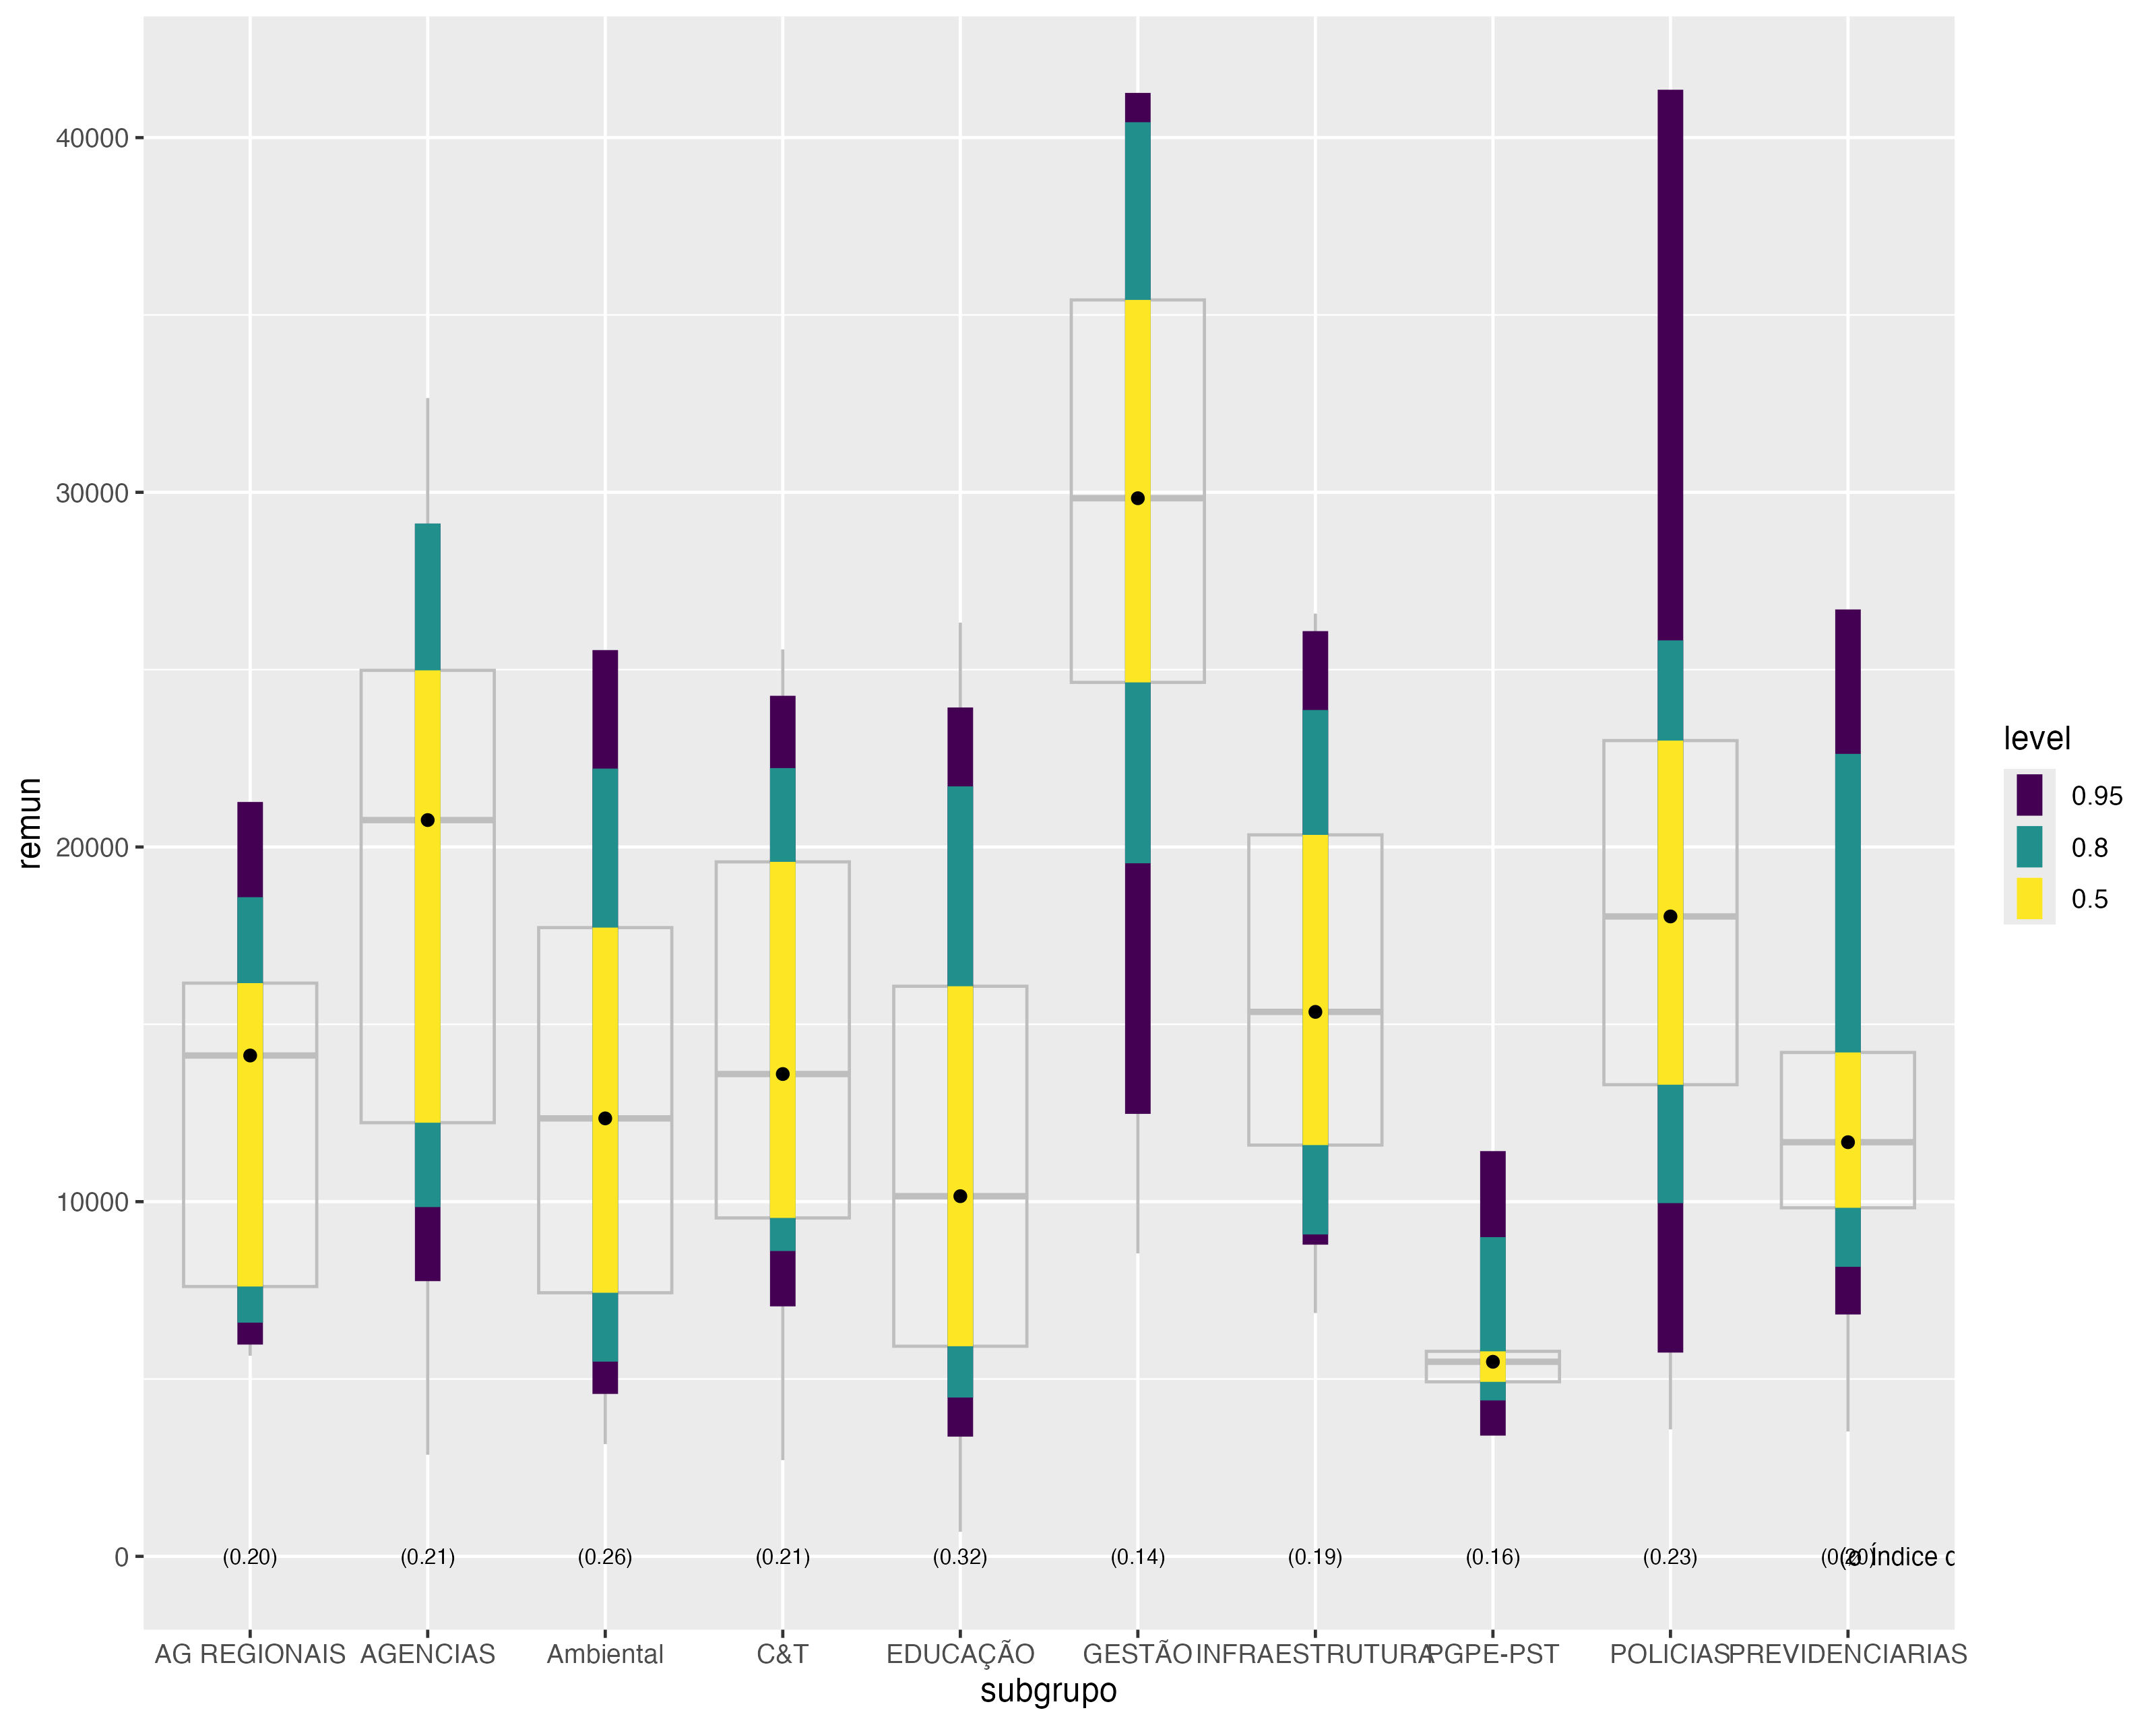 40000
30000
20000
10000
0
remun
(0.20) (0.21) (0.26) (0.21) (0.32) (0.14) (0.19) (0.16) (0.23) (0.20)
(o Índice d
AG REGIONAIS AGENCIAS Ambiental C&T EDUCAÇÃO GESTÃO INFRAESTRUTURA PGPE-PST POLICIAS PREVIDENCIARIAS
subgrupo
level
0.95
0.8
0.5